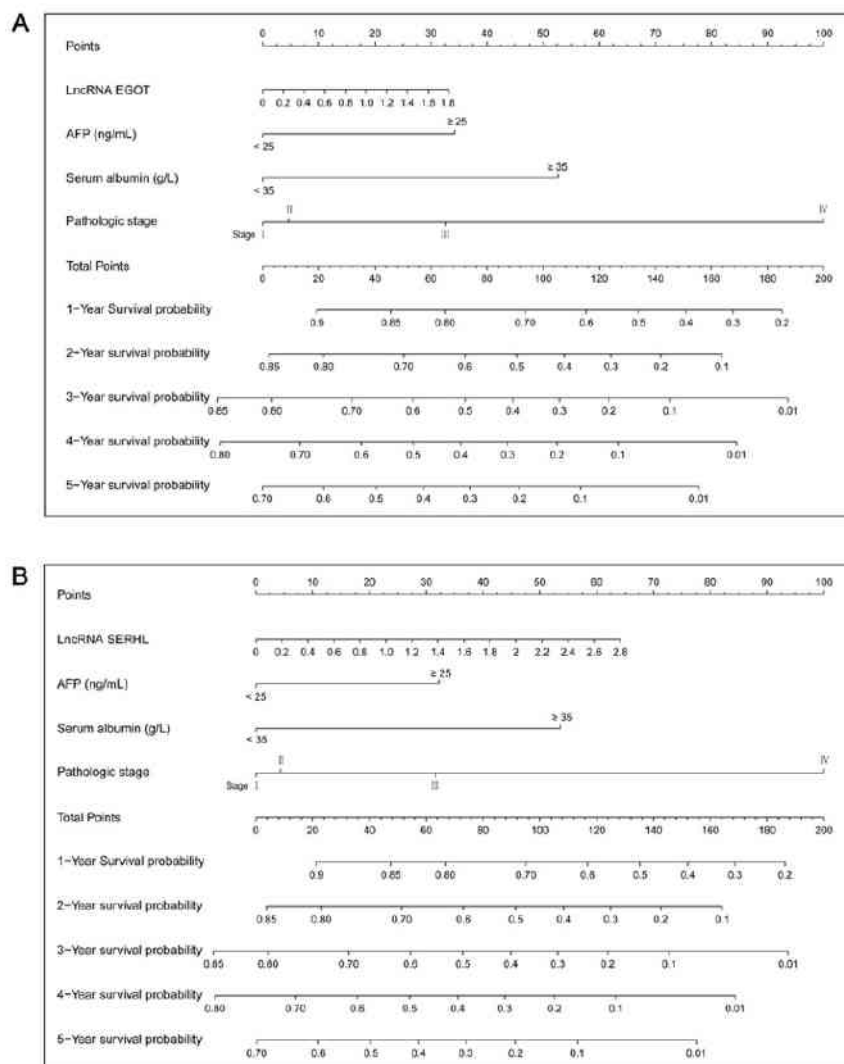 A
Points 0 10 20 30 40 50 60 70 80 90 100
LncRNA EGOT
0 0.2 0.4 0.6 0.8 1.0 1.2 1.4 1.6 1.8
≥ 25
AFP (ng/mL)
< 25
≥ 35
Serum albumin (g/L)
< 35
II IV
Pathologic stage
Stage I III
Total Points
0 20 40 60 80 100 120 140 160 180 200
1-Year Survival probability
0.9 0.85 0.80 0.70 0.6 0.5 0.4 0.3 0.2
2-Year survival probability
0.85 0.80 0.70 0.6 0.5 0.4 0.3 0.2 0.1
3-Year survival probability
0.85 0.80 0.70 0.6 0.5 0.4 0.3 0.2 0.1 0.01
4-Year survival probability
0.80 0.70 0.6 0.5 0.4 0.3 0.2 0.1 0.01
5-Year survival probability
0.70 0.6 0.5 0.4 0.3 0.2 0.1 0.01
B
Points 0 10 20 30 40 50 60 70 80 90 100
LncRNA SERHL
0 0.2 0.4 0.6 0.8 1.0 1.2 1.4 1.6 1.8 2 2.2 2.4 2.6 2.8
≥ 25
AFP (ng/mL)
< 25
≥ 35
Serum albumin (g/L)
< 35
II IV
Pathologic stage
Stage I III
Total Points
0 20 40 60 80 100 120 140 160 180 200
1-Year Survival probability
0.9 0.85 0.80 0.70 0.6 0.5 0.4 0.3 0.2
2-Year survival probability
0.85 0.80 0.70 0.6 0.5 0.4 0.3 0.2 0.1
3-Year survival probability
0.85 0.80 0.70 0.6 0.5 0.4 0.3 0.2 0.1 0.01
4-Year survival probability
0.80 0.70 0.6 0.5 0.4 0.3 0.2 0.1 0.01
5-Year survival probability
0.70 0.6 0.5 0.4 0.3 0.2 0.1 0.01